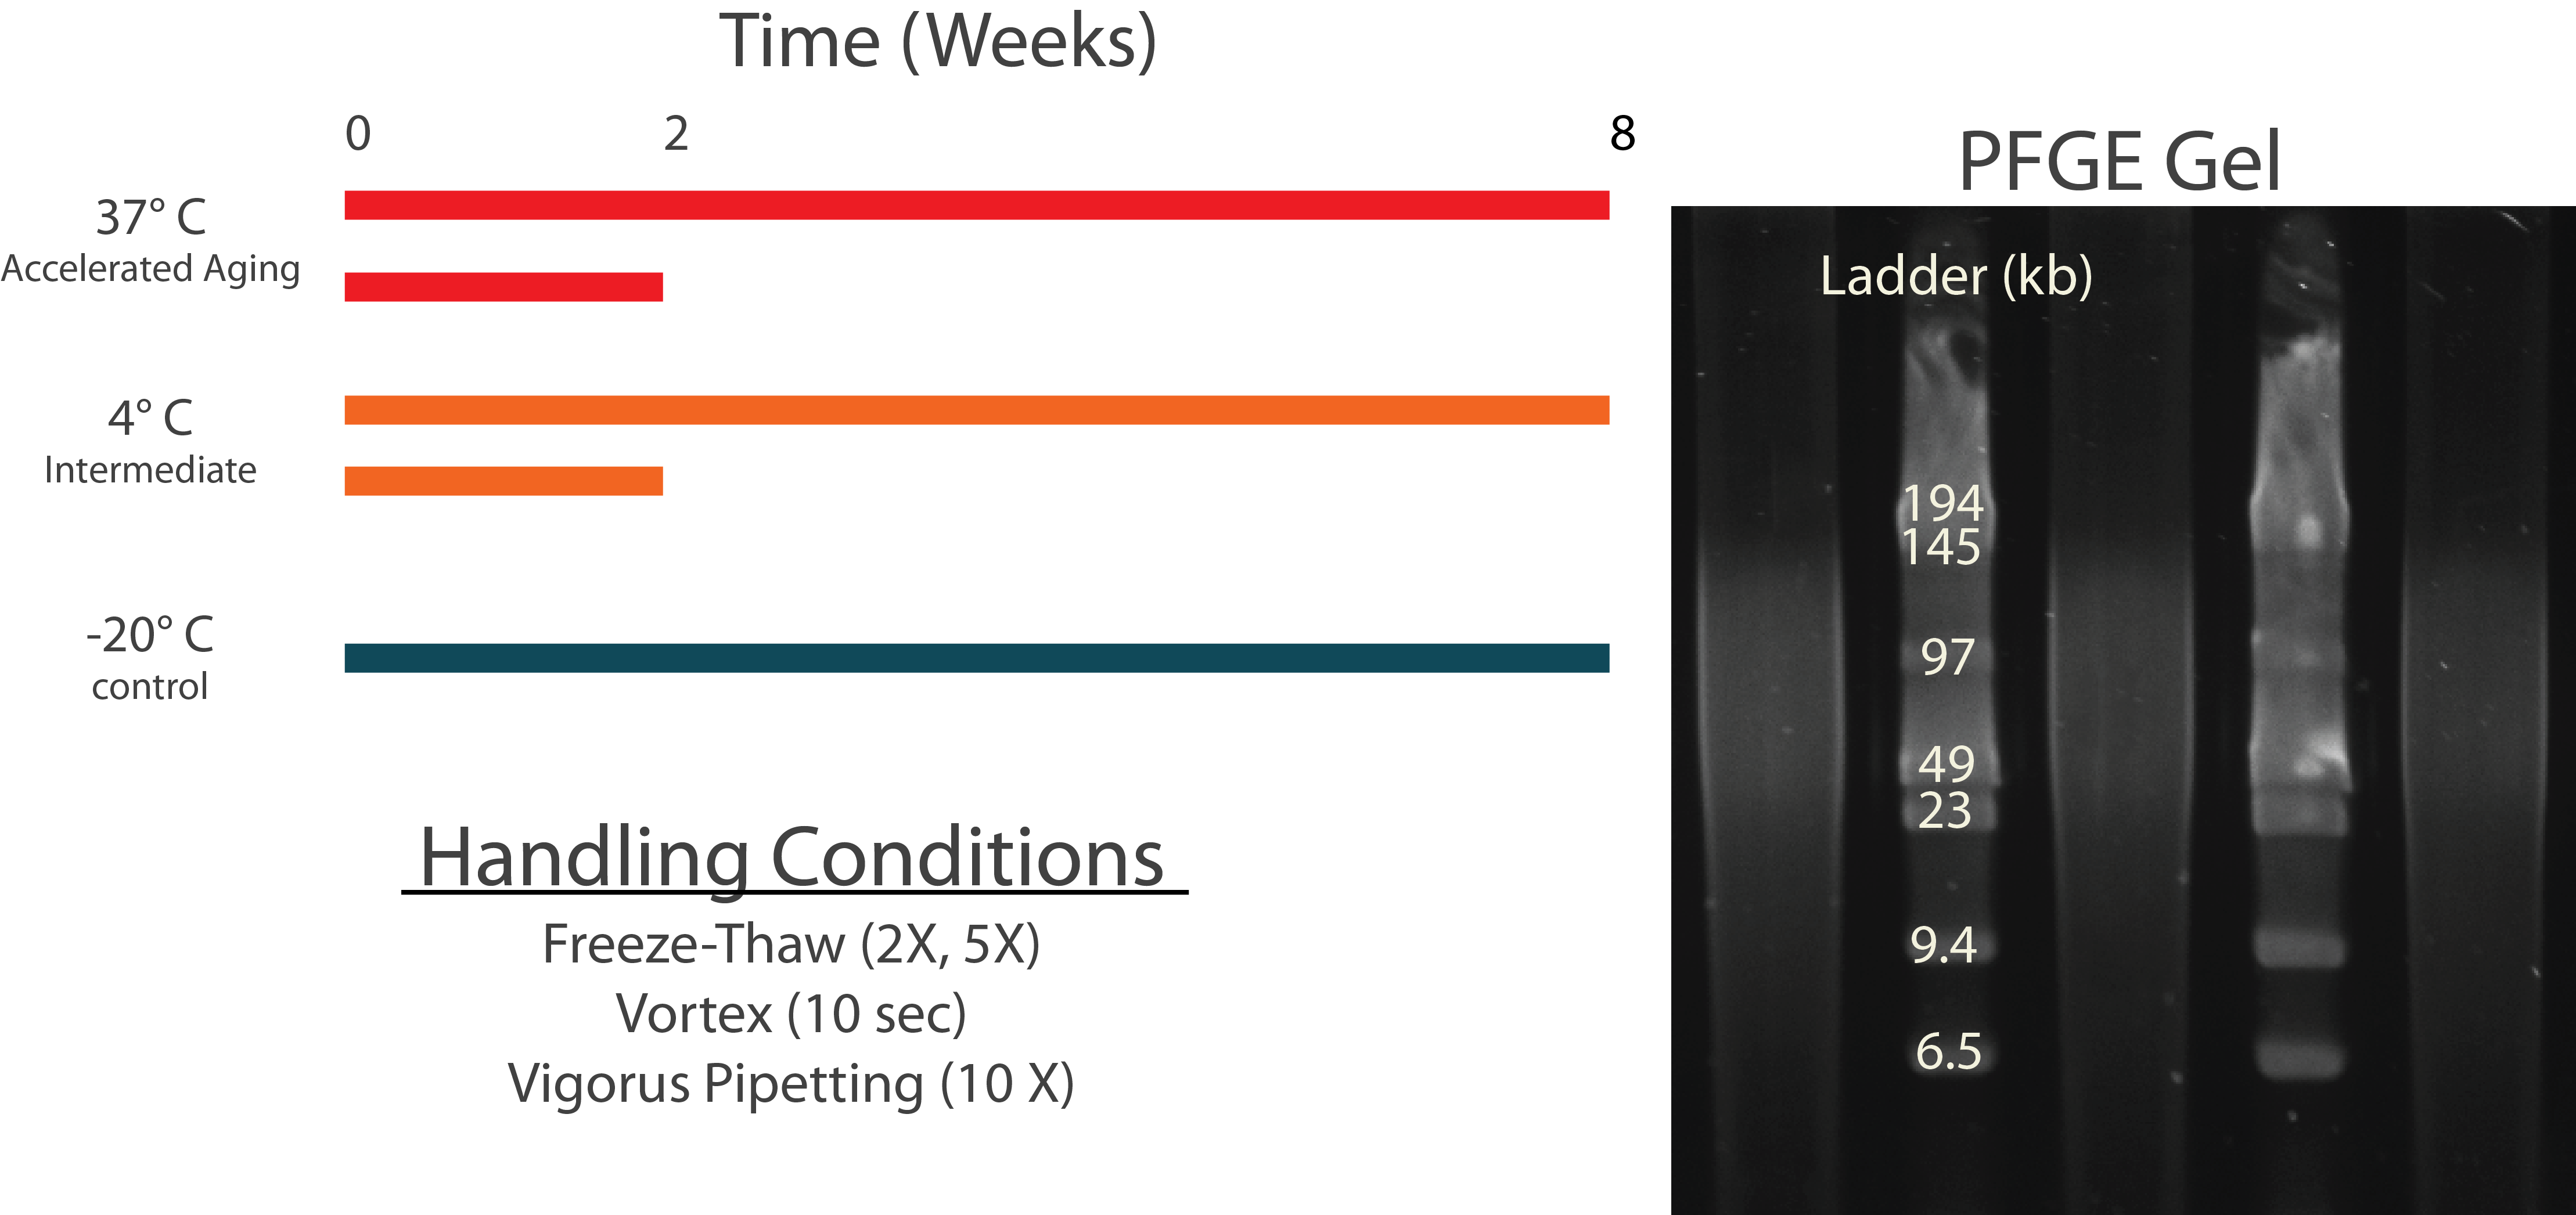 Time (Weeks)
0 2 8
37° C
Accelerated Aging
4° C
Intermediate
-20° C
control
Handling Conditions
Freeze-Thaw (2X, 5X)
Vortex (10 sec)
Vigorus Pipetting (10 X)
PFGE Gel
Ladder (kb)
194
145
97
49
23
9.4
6.5